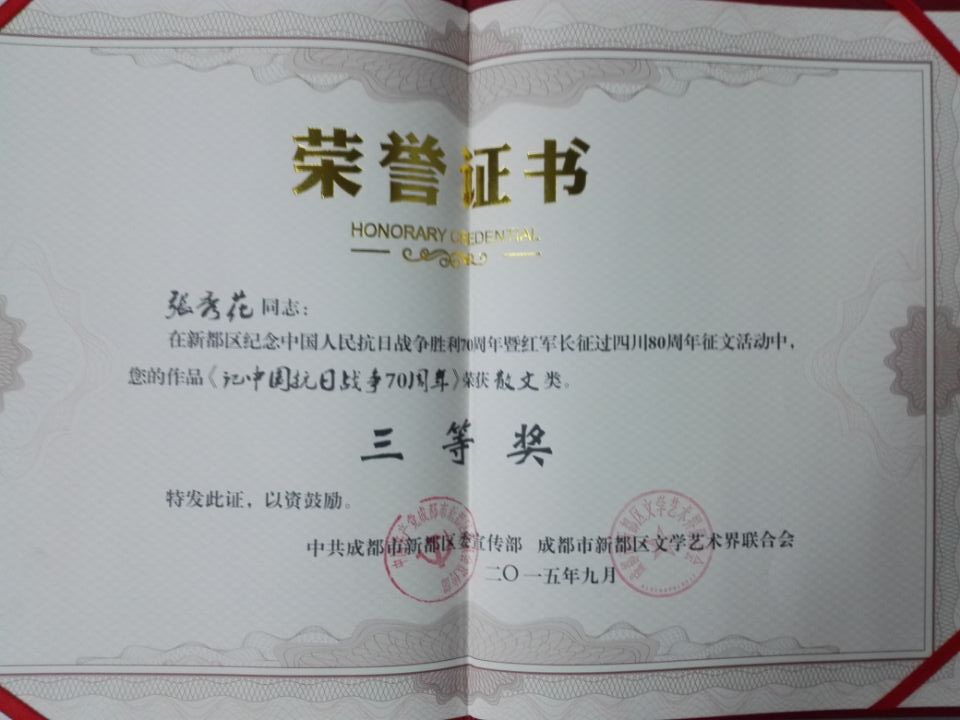 荣誉证书
HONORARY CREDENTIAL
张秀花同志：
在新都区纪念中国人民抗日战争胜利70周年暨红军长征过四川80周年征文活动中，
您的作品《记中国抗日战争70周年》荣获散文类。
三等奖
特发此证，以资鼓励。
中共成都市新都区委宣传部 成都市新都区文学艺术界联合会
二〇一五年九月